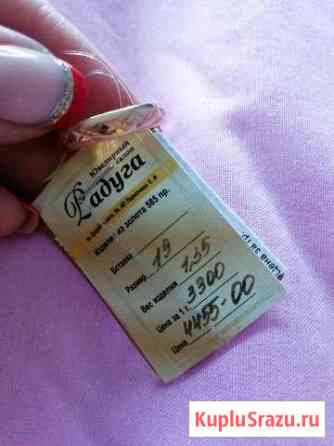 Ювелирный
салон
Радуга
Изделие из золота 585 пр.
Вставка
Размер 19
Вес изделия 1.35
Цена за 1 г. 3300
Цена 4455-00
KupluSrazu.ru